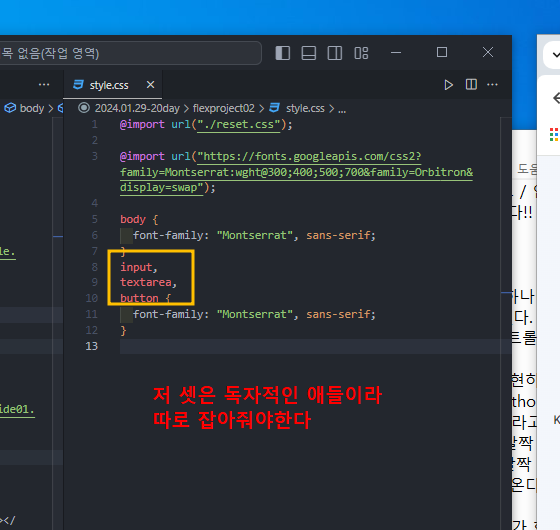 목 없음(작업 영역)
style.css
body
2024.01.29-20day > flexproject02 > style.css > ...
1 @import url("./reset.css");
2
3 @import url("https://fonts.googleapis.com/css2?
family=Montserrat:wght@300;400;500;700&family=Orbitron&
display=swap");
4
5 body {
6 font-family: "Montserrat", sans-serif;
7 }
8 input,
9 textarea,
10 button {
11 font-family: "Montserrat", sans-serif;
12 }
13
저 셋은 독자적인 애들이라
따로 잡아줘야한다
le.
ide01.
></
도움
다!!
하나
다.
트롤
현하
tho
라고
괄짝
괄짝
온다
K